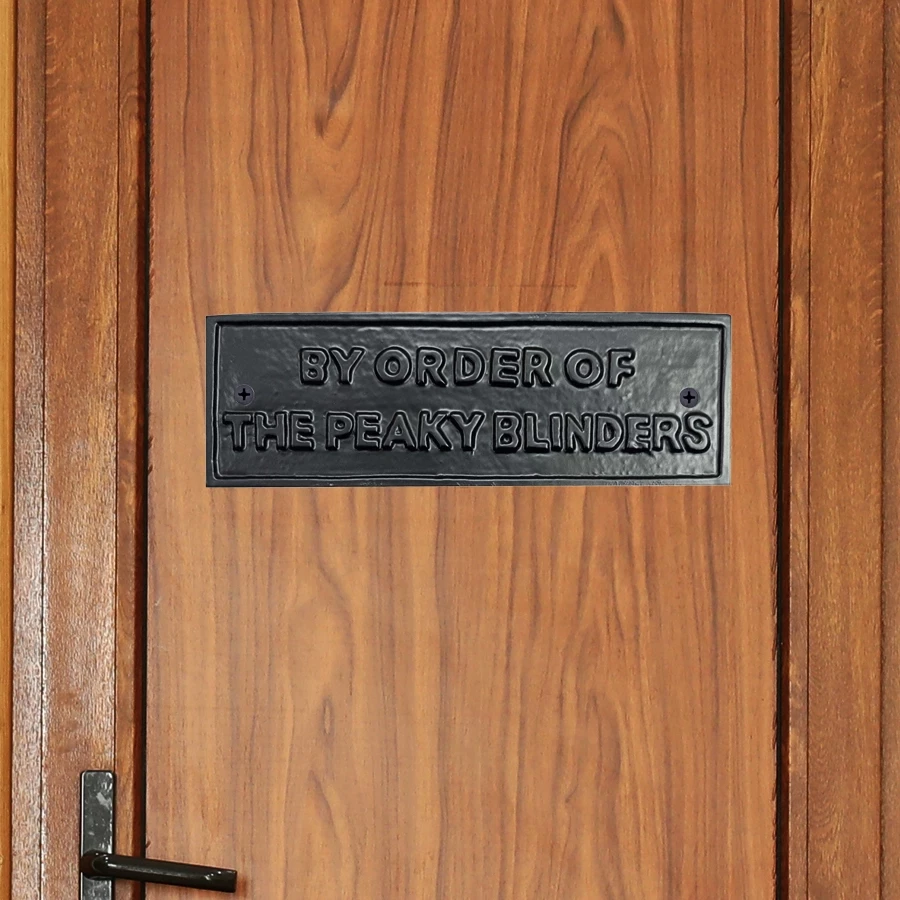 BY ORDER OF
THE PEAKY BLINDERS